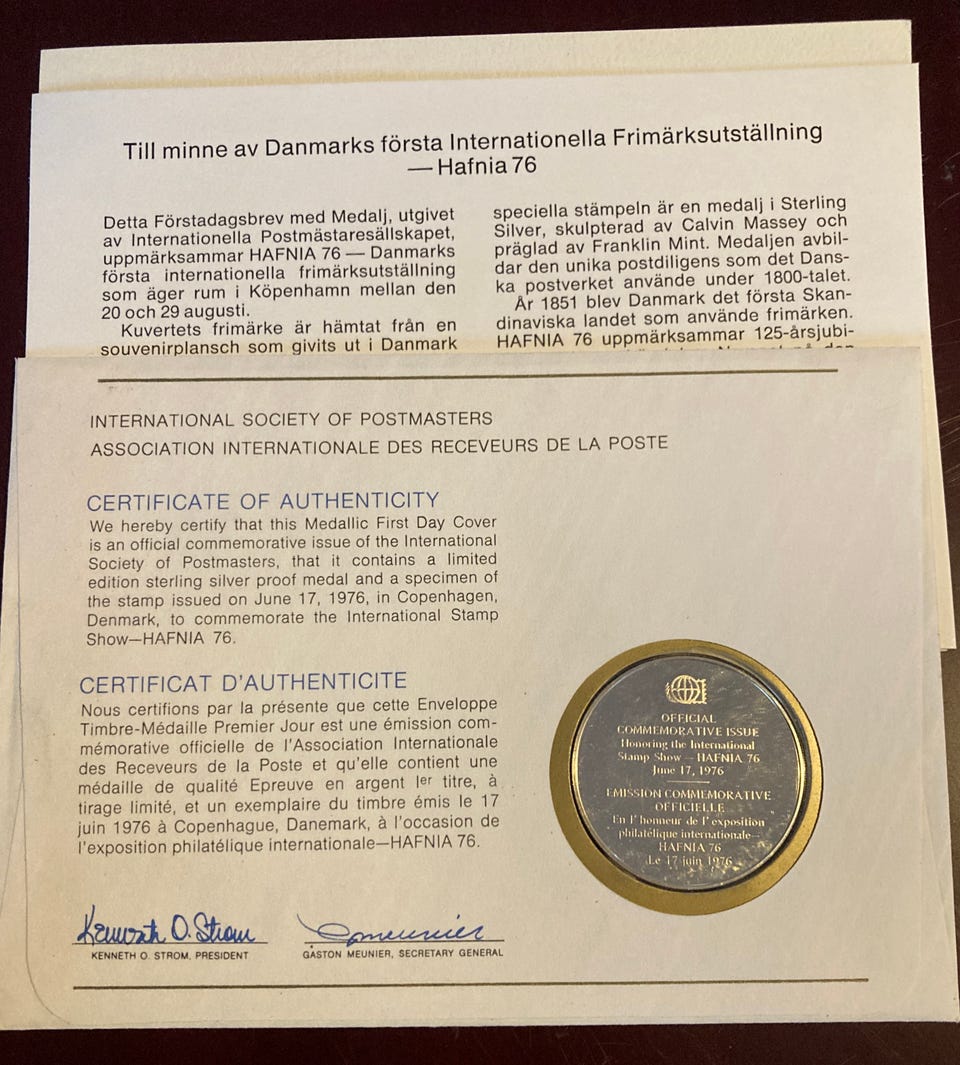 Till minne av Danmarks första Internationella Frimärksutställning
— Hafnia 76
Detta Förstadagsbrev med Medalj, utgivet
av Internationella Postmästaresällskapet,
uppmärksammar HAFNIA 76 — Danmarks
första internationella frimärksutställning
som äger rum i Köpenhamn mellan den
20 och 29 augusti.
Kuvertets frimärke är hämtat från en
souvenirplansch som givits ut i Danmark
speciella stämpeln är en medalj i Sterling
Silver, skulpterad av Calvin Massey och
präglad av Franklin Mint. Medaljen avbil-
dar den unika postdiligens som det Dans-
ka postverket använde under 1800-talet.
År 1851 blev Danmark det första Skan-
dinaviska landet som använde frimärken.
HAFNIA 76 uppmärksammar 125-årsjubi-
INTERNATIONAL SOCIETY OF POSTMASTERS
ASSOCIATION INTERNATIONALE DES RECEVEURS DE LA POSTE
CERTIFICATE OF AUTHENTICITY
We hereby certify that this Medallic First Day Cover
is an official commemorative issue of the International
Society of Postmasters, that it contains a limited
edition sterling silver proof medal and a specimen of
the stamp issued on June 17, 1976, in Copenhagen,
Denmark, to commemorate the International Stamp
Show—HAFNIA 76.
CERTIFICAT D'AUTHENTICITE
Nous certifions par la présente que cette Enveloppe
Timbre-Médaille Premier Jour est une émission com-
mémorative officielle de l'Association Internationale
des Receveurs de la Poste et qu'elle contient une
médaille de qualité Epreuve en argent Ier titre, à
tirage limité, et un exemplaire du timbre émis le 17
juin 1976 à Copenhague, Danemark, à l'occasion de
l'exposition philatélique internationale—HAFNIA 76.
Kenneth O. Strom
KENNETH O. STROM, PRESIDENT
GASTON MEUNIER, SECRETARY GENERAL
OFFICIAL
COMMEMORATIVE ISSUE
Honoring the International
Stamp Show — HAFNIA 76
June 17, 1976
EMISSION COMMEMORATIVE
OFFICIELLE
En l'honneur de l'exposition
philatélique internationale—
HAFNIA 76
Le 17 juin 1976